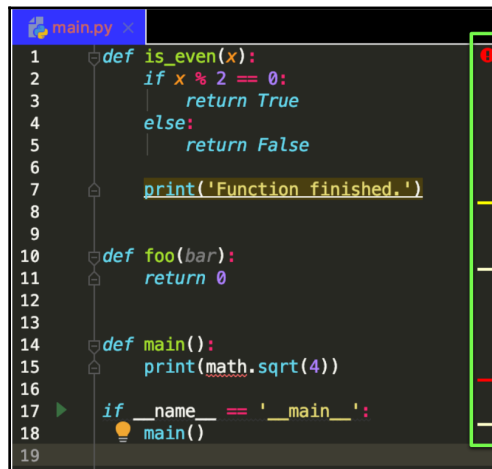 main.py
1 def is_even(x):
2     if x % 2 == 0:
3         return True
4     else:
5         return False
6
7     print('Function finished.')
8
9
10 def foo(bar):
11     return 0
12
13
14 def main():
15     print(math.sqrt(4))
16
17 if __name__ == '__main__':
18     main()
19